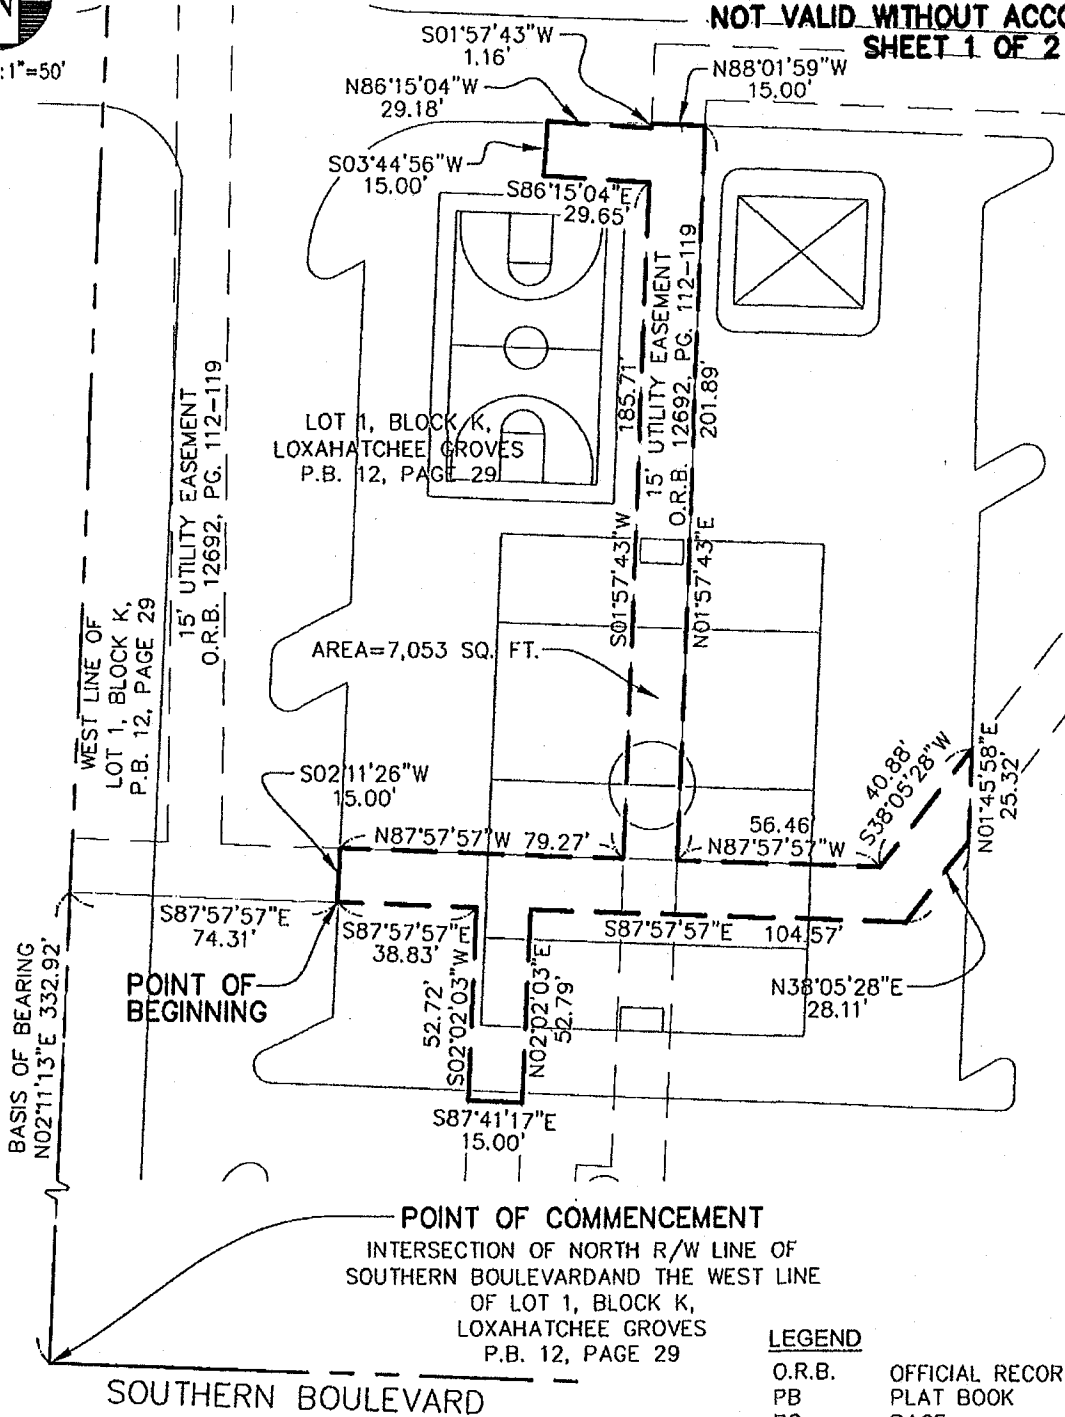 N
:1"=50'
NOT VALID WITHOUT ACCO
SHEET 1 OF 2
S01°57'43"W
1.16'
N86°15'04"W
29.18'
N88°01'59"W
15.00'
S03°44'56"W
15.00'
S86°15'04"E
29.65'
185.71'
15' UTILITY EASEMENT
O.R.B. 12692, PG. 112-119
201.89'
LOT 1, BLOCK K,
LOXAHATCHEE GROVES
P.B. 12, PAGE 29
15' UTILITY EASEMENT
O.R.B. 12692, PG. 112-119
S01°57'43"W
N01°57'43"E
WEST LINE OF
LOT 1, BLOCK K,
P.B. 12, PAGE 29
AREA=7,053 SQ. FT.
S02°11'26"W
15.00'
N87°57'57"W 79.27'
56.46
N87°57'57"W
40.88'
S38°05'28"W
N01°45'58"E
25.32'
S87°57'57"E
74.31'
S87°57'57"E
38.83'
S87°57'57"E 104.57'
POINT OF
BEGINNING
52.72'
S02°02'03"W
N02°02'03"E
52.79'
N38°05'28"E
28.11'
BASIS OF BEARING
N02°11'13"E 332.92'
S87°41'17"E
15.00'
POINT OF COMMENCEMENT
INTERSECTION OF NORTH R/W LINE OF
SOUTHERN BOULEVARDAND THE WEST LINE
OF LOT 1, BLOCK K,
LOXAHATCHEE GROVES
P.B. 12, PAGE 29
SOUTHERN BOULEVARD
LEGEND
O.R.B. OFFICIAL RECOR
PB PLAT BOOK